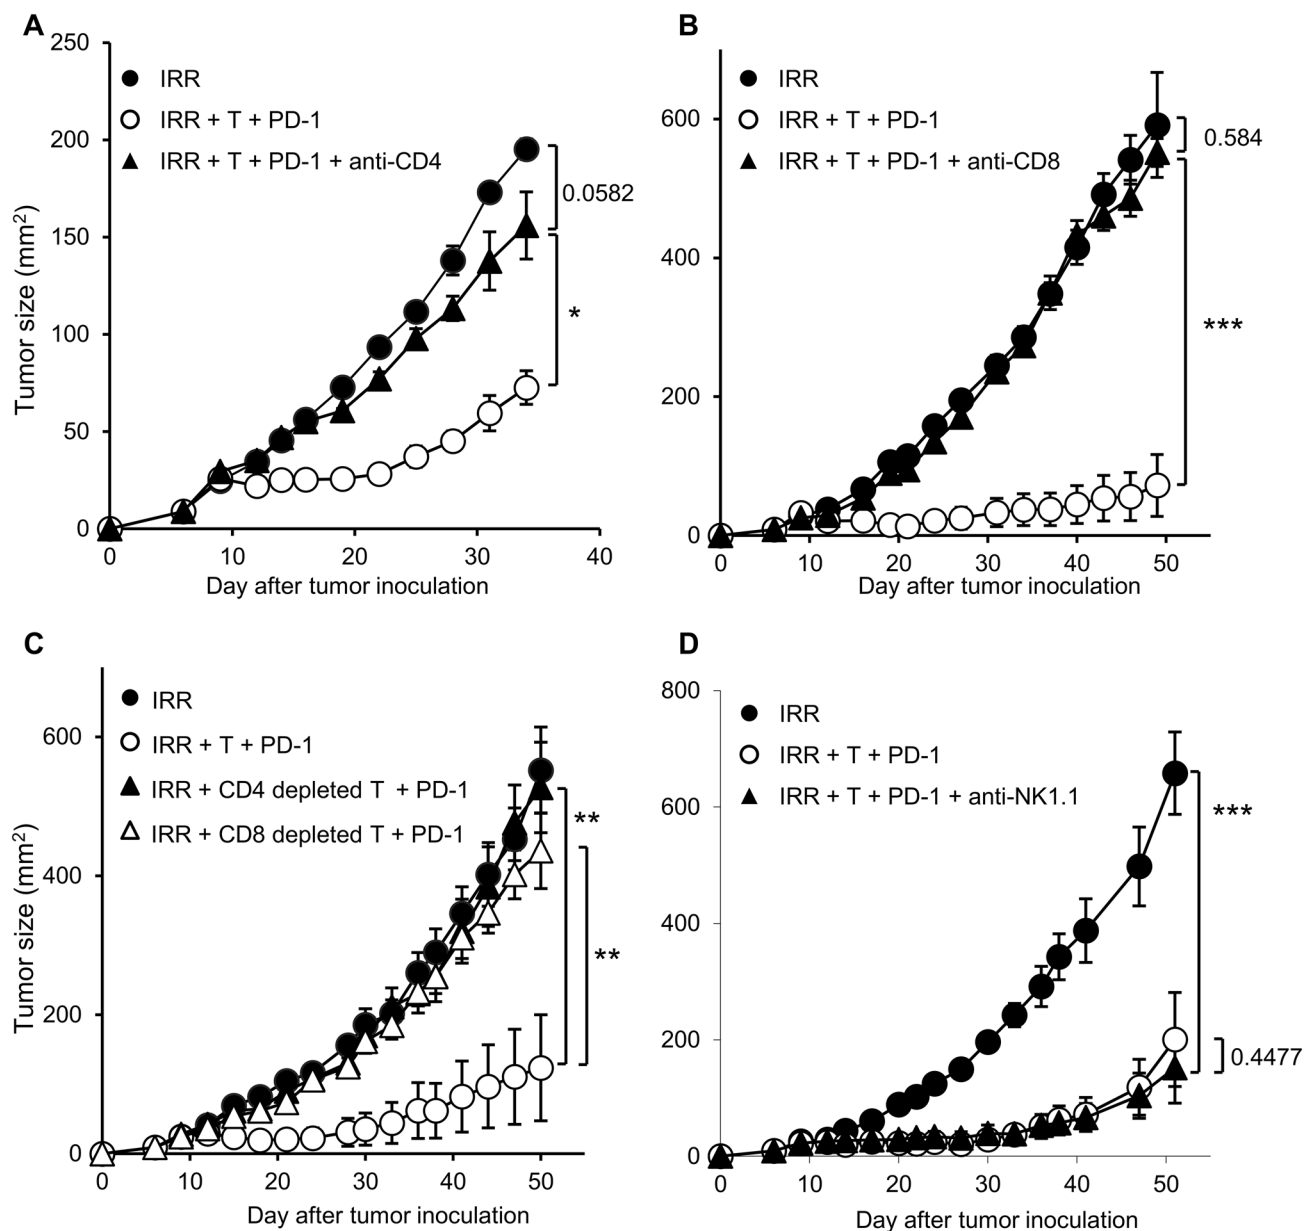 A
250
200
150
100
50
0
Tumor size (mm²)
IRR
IRR + T + PD-1
IRR + T + PD-1 + anti-CD4
0.0582
*
0 10 20 30 40
Day after tumor inoculation
B
600
400
200
0
IRR
IRR + T + PD-1
IRR + T + PD-1 + anti-CD8
0.584
***
0 10 20 30 40 50
Day after tumor inoculation
C
600
400
200
0
Tumor size (mm²)
IRR
IRR + T + PD-1
IRR + CD4 depleted T + PD-1
IRR + CD8 depleted T + PD-1
**
**
0 10 20 30 40 50
Day after tumor inoculation
D
800
600
400
200
0
IRR
IRR + T + PD-1
IRR + T + PD-1 + anti-NK1.1
***
0.4477
0 10 20 30 40 50
Day after tumor inoculation